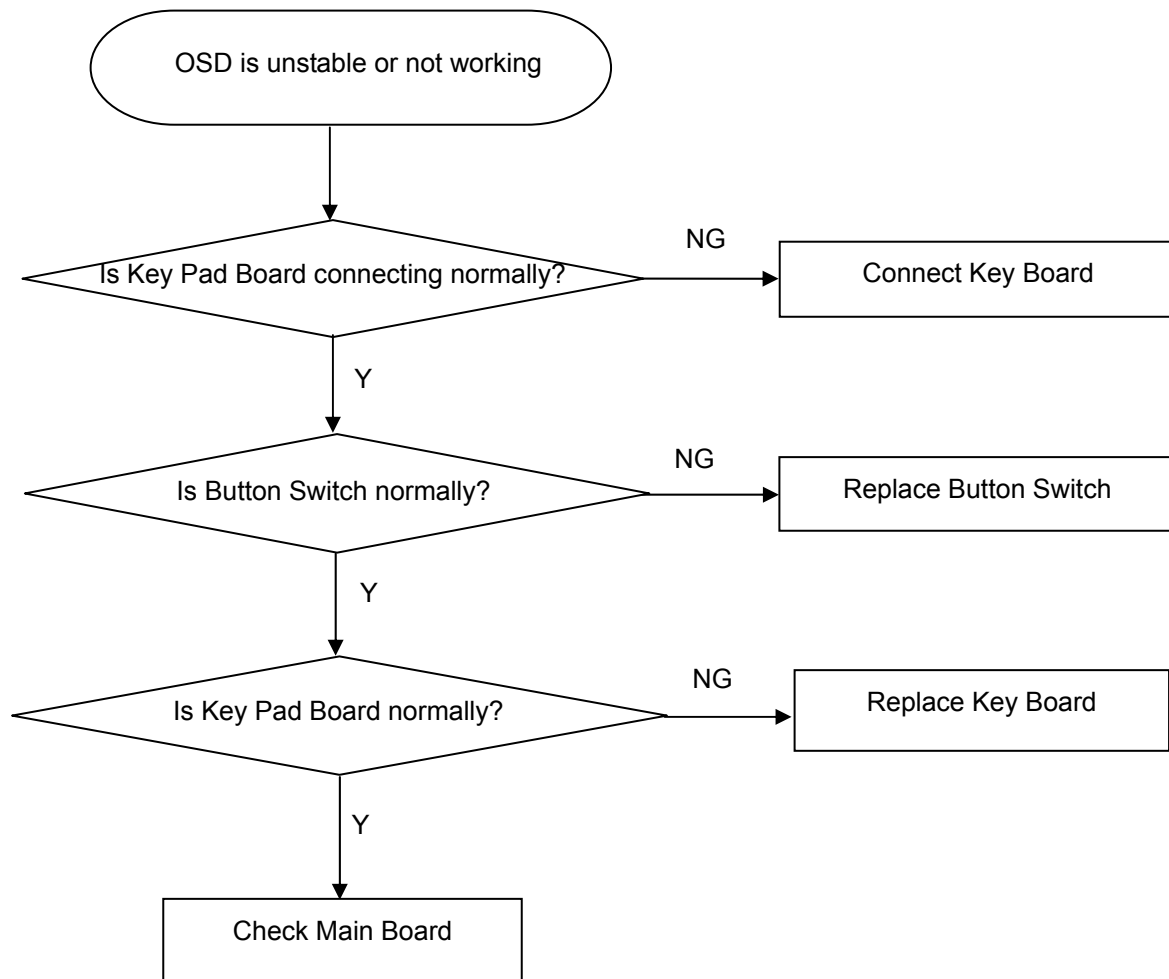 OSD is unstable or not working
Is Key Pad Board connecting normally?
NG
Connect Key Board
Y
Is Button Switch normally?
NG
Replace Button Switch
Y
Is Key Pad Board normally?
NG
Replace Key Board
Y
Check Main Board